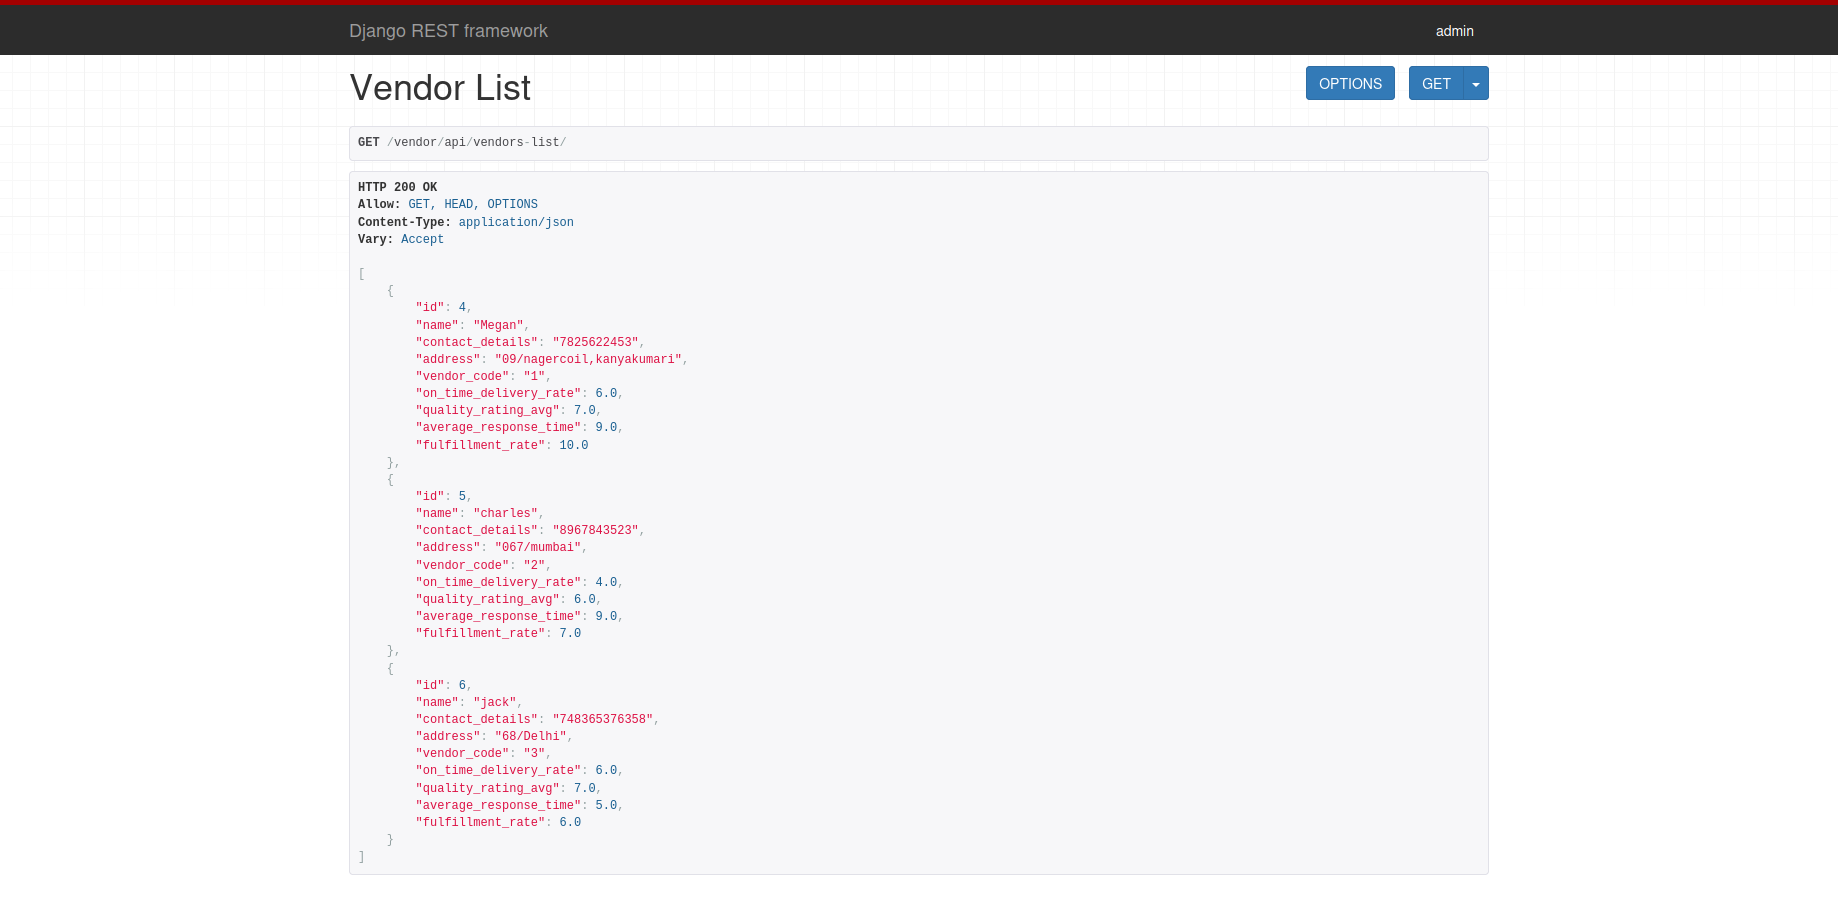 Django REST framework
admin
Vendor List
OPTIONS
GET
GET /vendor/api/vendors-list/
HTTP 200 OK
Allow: GET, HEAD, OPTIONS
Content-Type: application/json
Vary: Accept
[
    {
        "id": 4,
        "name": "Megan",
        "contact_details": "7825622453",
        "address": "09/nagercoil,kanyakumari",
        "vendor_code": "1",
        "on_time_delivery_rate": 6.0,
        "quality_rating_avg": 7.0,
        "average_response_time": 9.0,
        "fulfillment_rate": 10.0
    },
    {
        "id": 5,
        "name": "charles",
        "contact_details": "8967843523",
        "address": "067/mumbai",
        "vendor_code": "2",
        "on_time_delivery_rate": 4.0,
        "quality_rating_avg": 6.0,
        "average_response_time": 9.0,
        "fulfillment_rate": 7.0
    },
    {
        "id": 6,
        "name": "jack",
        "contact_details": "748365376358",
        "address": "68/Delhi",
        "vendor_code": "3",
        "on_time_delivery_rate": 6.0,
        "quality_rating_avg": 7.0,
        "average_response_time": 5.0,
        "fulfillment_rate": 6.0
    }
]